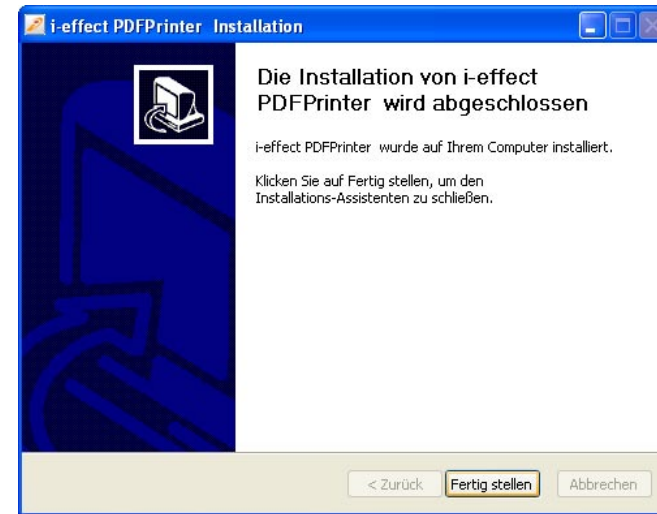 i-effect PDFPrinter Installation
Die Installation von i-effect
PDFPrinter wird abgeschlossen
i-effect PDFPrinter wurde auf Ihrem Computer installiert.
Klicken Sie auf Fertig stellen, um den
Installations-Assistenten zu schließen.
< Zurück Fertig stellen Abbrechen